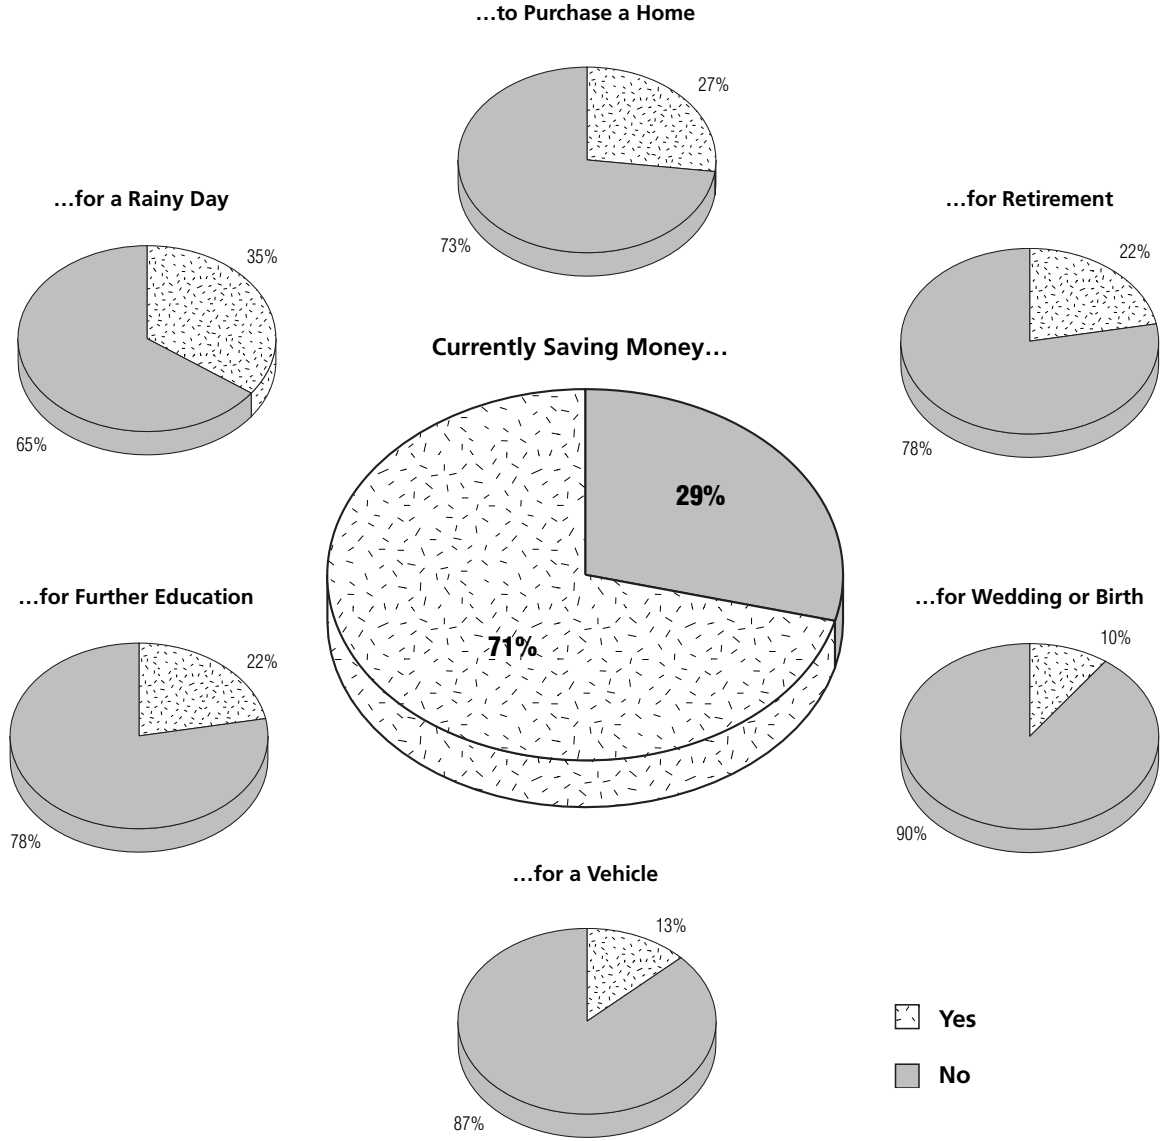 …to Purchase a Home
27%
73%
…for a Rainy Day
35%
65%
…for Retirement
22%
78%
Currently Saving Money…
29%
71%
…for Further Education
22%
78%
…for Wedding or Birth
10%
90%
…for a Vehicle
13%
87%
Yes
No